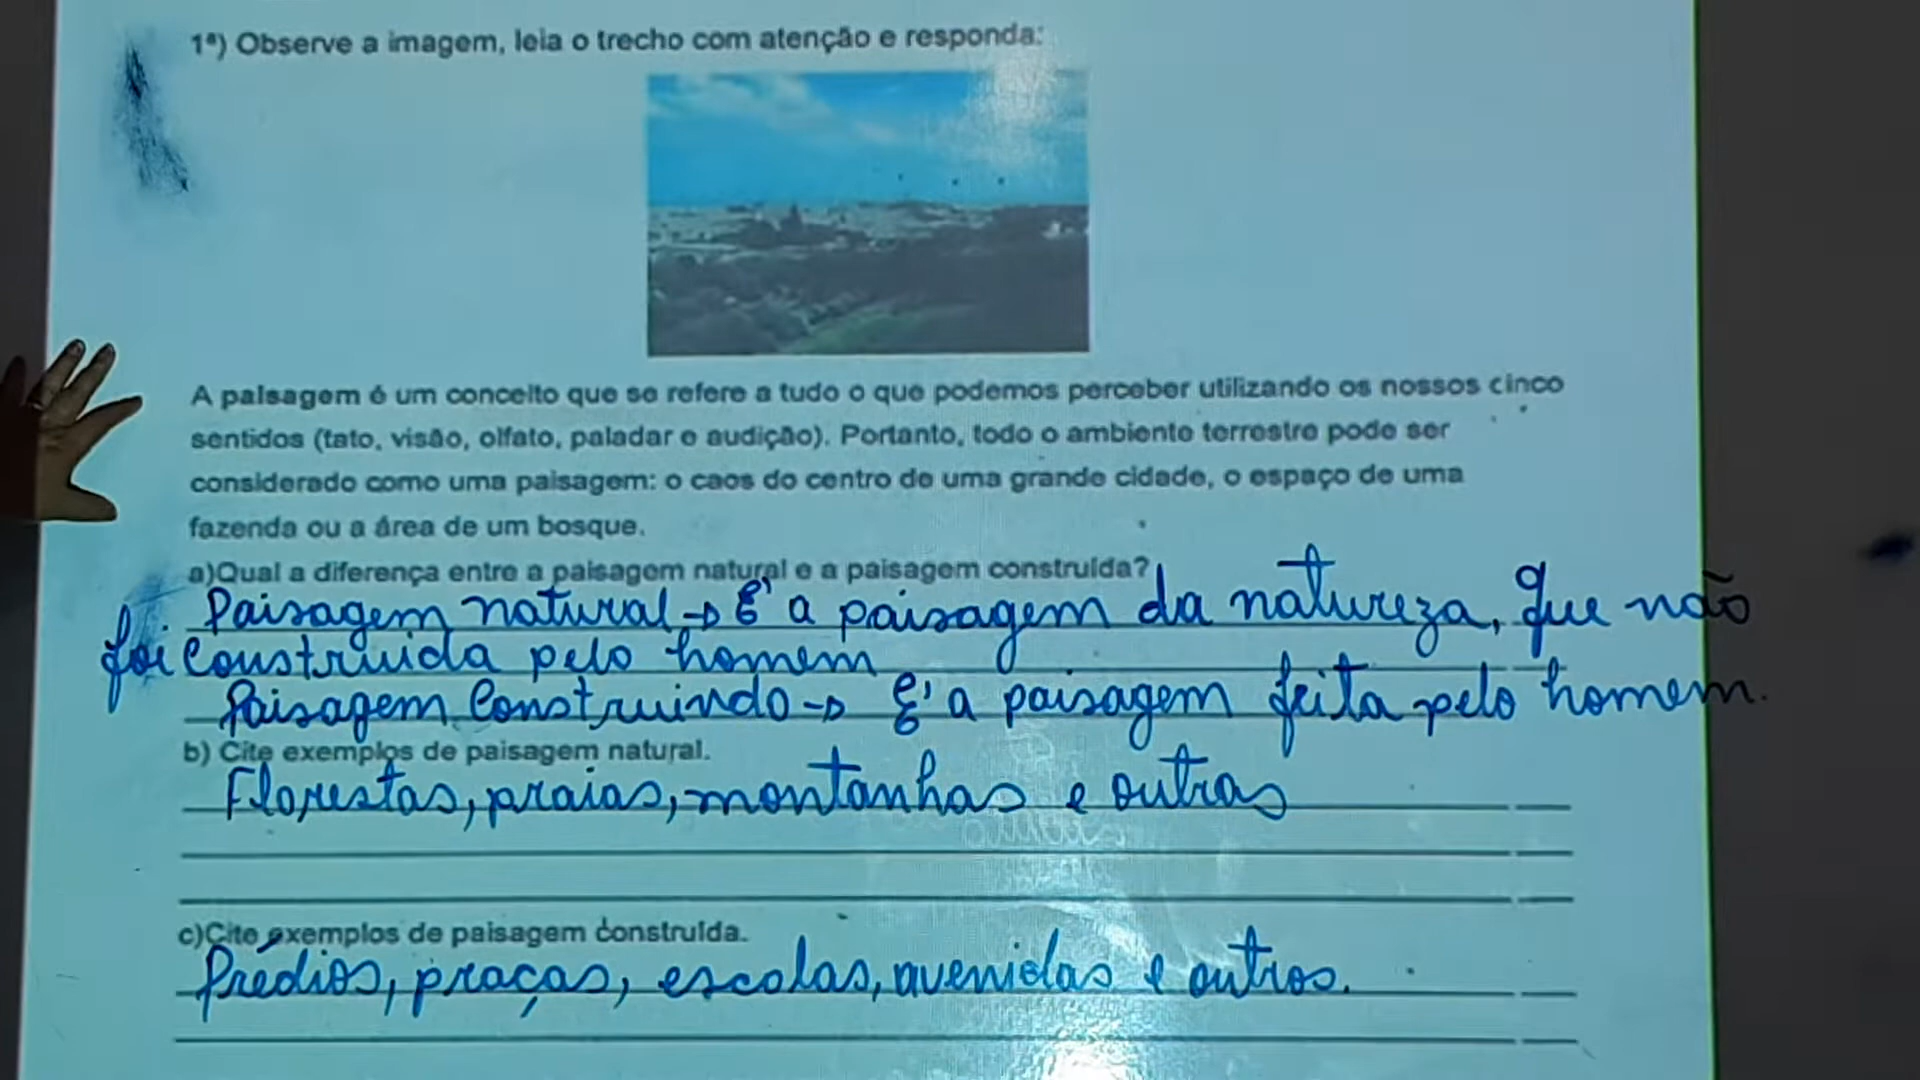 1ª) Observe a imagem, leia o trecho com atenção e responda:
A paisagem é um conceito que se refere a tudo o que podemos perceber utilizando os nossos cinco
sentidos (tato, visão, olfato, paladar e audição). Portanto, todo o ambiente terrestre pode ser
considerado como uma paisagem: o caos do centro de uma grande cidade, o espaço de uma
fazenda ou a área de um bosque.
a)Qual a diferença entre a paisagem natural e a paisagem construída?
Paisagem natural → É a paisagem da natureza, que não
foi construida pelo homem
Paisagem Construindo → É a paisagem feita pelo homem.
b) Cite exemplos de paisagem natural.
Florestas, praias, montanhas e outras
c)Cite exemplos de paisagem construída.
Prédios, praças, escolas, avenidas e outros.